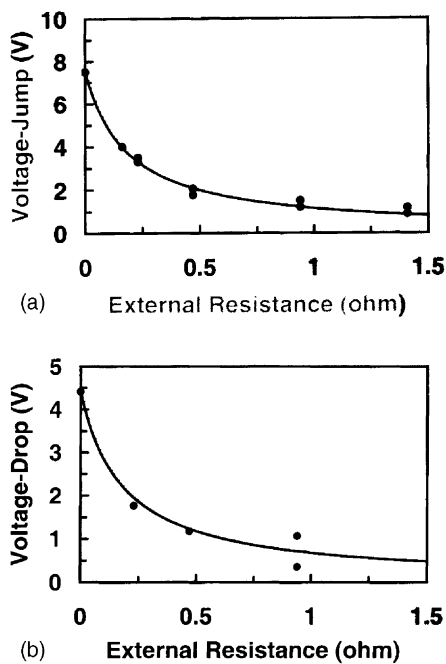 Voltage-Jump (V)
10
8
6
4
2
0
0 0.5 1 1.5
(a) External Resistance (ohm)
Voltage-Drop (V)
5
4
3
2
1
0
0 0.5 1 1.5
(b) External Resistance (ohm)